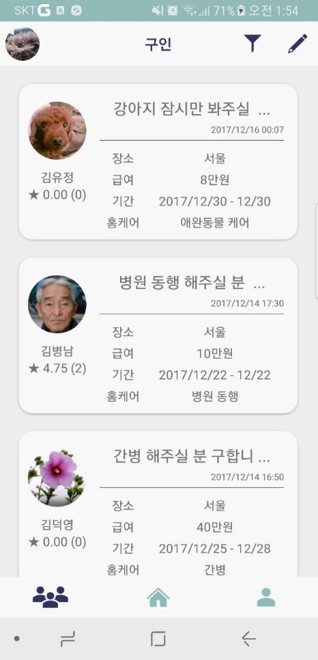 SKT G A G 71% 오전 1:54
구인
강아지 잠시만 봐주실 ...
2017/12/16 00:07
장소 서울
급여 8만원
기간 2017/12/30 - 12/30
홈케어 애완동물 케어
김유정
★ 0.00 (0)
병원 동행 해주실 분 ...
2017/12/14 17:30
장소 서울
급여 10만원
기간 2017/12/22 - 12/22
홈케어 병원 동행
김병남
★ 4.75 (2)
간병 해주실 분 구합니 ...
2017/12/14 16:50
장소 서울
급여 40만원
기간 2017/12/25 - 12/28
홈케어 간병
김덕영
★ 0.00 (0)